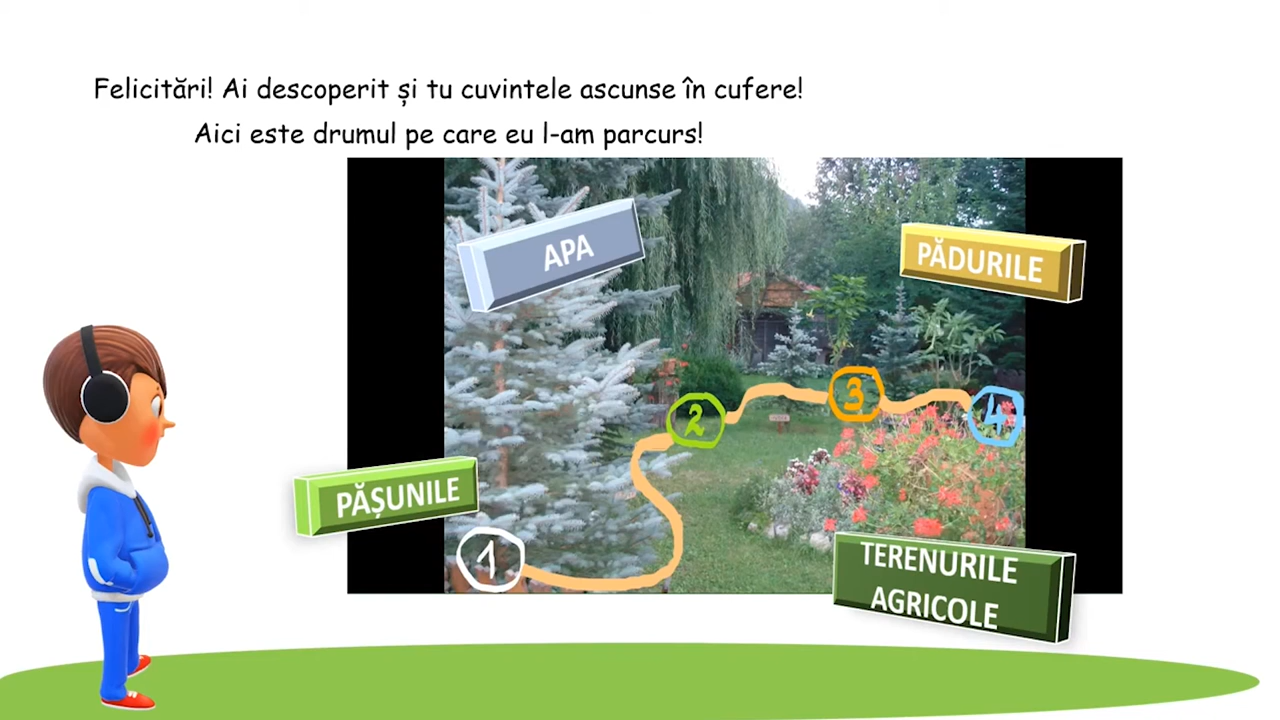 Felicitări! Ai descoperit și tu cuvintele ascunse în cufere!
Aici este drumul pe care eu l-am parcurs!
APA
PĂDURILE
3
2
4
PĂȘUNILE
1
TERENURILE
AGRICOLE